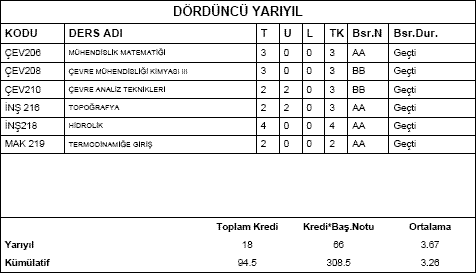 DÖRDÜNCÜ YARIYIL
KODU DERS ADI T U L TK Bsr.N Bsr.Dur.
ÇEV206 MÜHENDİSLİK MATEMATİĞİ 3 0 0 3 AA Geçti
ÇEV208 ÇEVRE MÜHENDİSLİĞİ KİMYASI III 3 0 0 3 BB Geçti
ÇEV210 ÇEVRE ANALİZ TEKNİKLERİ 2 2 0 3 BB Geçti
İNŞ 216 TOPOĞRAFYA 2 2 0 3 AA Geçti
İNŞ218 HİDROLİK 4 0 0 4 AA Geçti
MAK 219 TERMODİNAMİĞE GİRİŞ 2 0 0 2 AA Geçti
Toplam Kredi Kredi*Baş.Notu Ortalama
Yarıyıl 18 66 3.67
Kümülatif 94.5 308.5 3.26